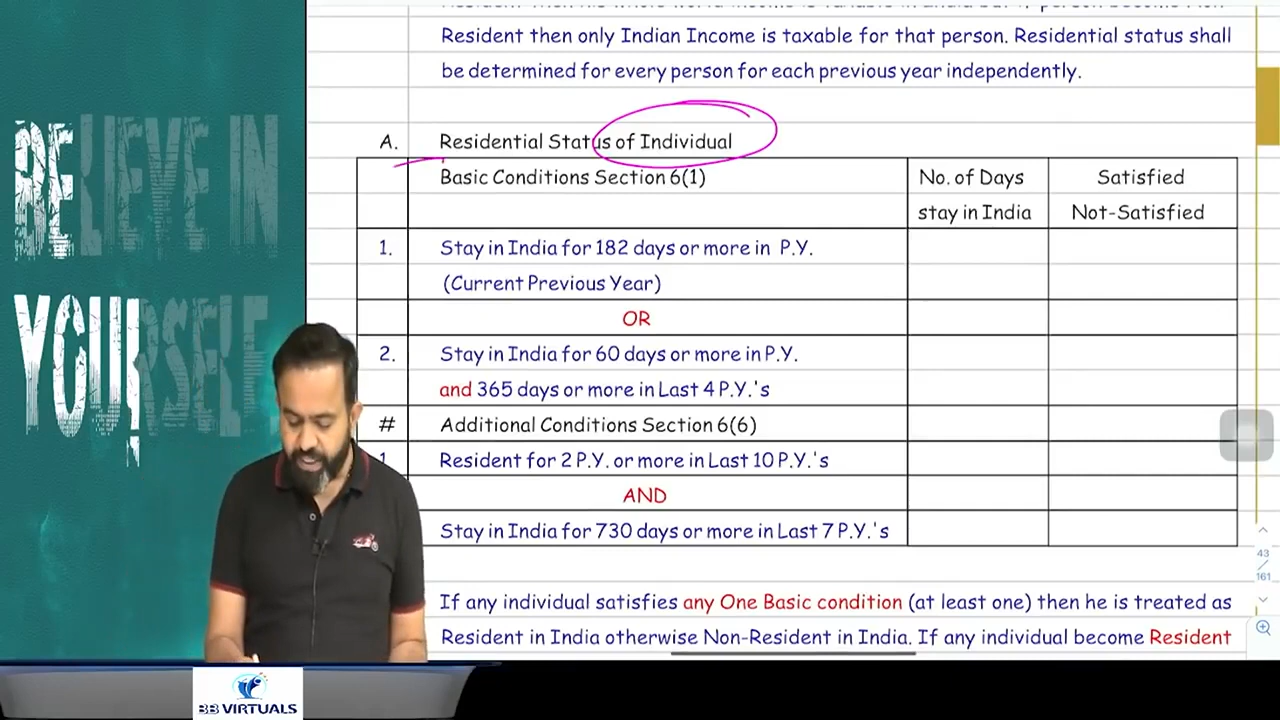 Resident then only Indian Income is taxable for that person. Residential status shall
be determined for every person for each previous year independently.
A. Residential Status of Individual
Basic Conditions Section 6(1) No. of Days stay in India Satisfied Not-Satisfied
1. Stay in India for 182 days or more in P.Y.
(Current Previous Year)
OR
2. Stay in India for 60 days or more in P.Y.
and 365 days or more in Last 4 P.Y.'s
# Additional Conditions Section 6(6)
1. Resident for 2 P.Y. or more in Last 10 P.Y.'s
AND
Stay in India for 730 days or more in Last 7 P.Y.'s
If any individual satisfies any One Basic condition (at least one) then he is treated as
Resident in India otherwise Non-Resident in India. If any individual become Resident
BELIEVE IN
YOURSELF
43
/
161
BB VIRTUALS